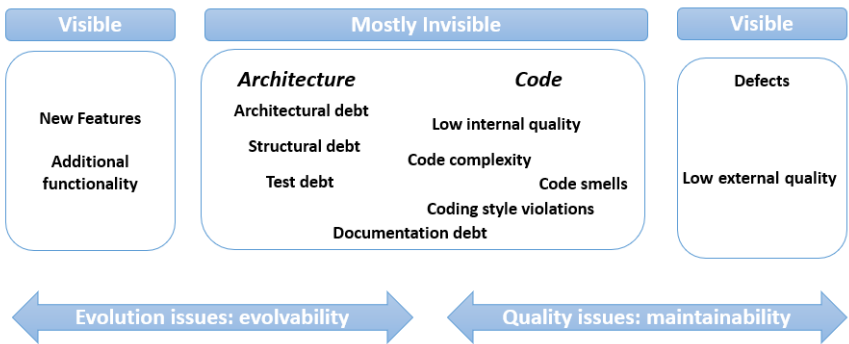 Visible
Mostly Invisible
Visible
New Features
Additional
functionality
Architecture
Architectural debt
Structural debt
Test debt
Code
Low internal quality
Code complexity
Code smells
Coding style violations
Documentation debt
Defects
Low external quality
Evolution issues: evolvability
Quality issues: maintainability